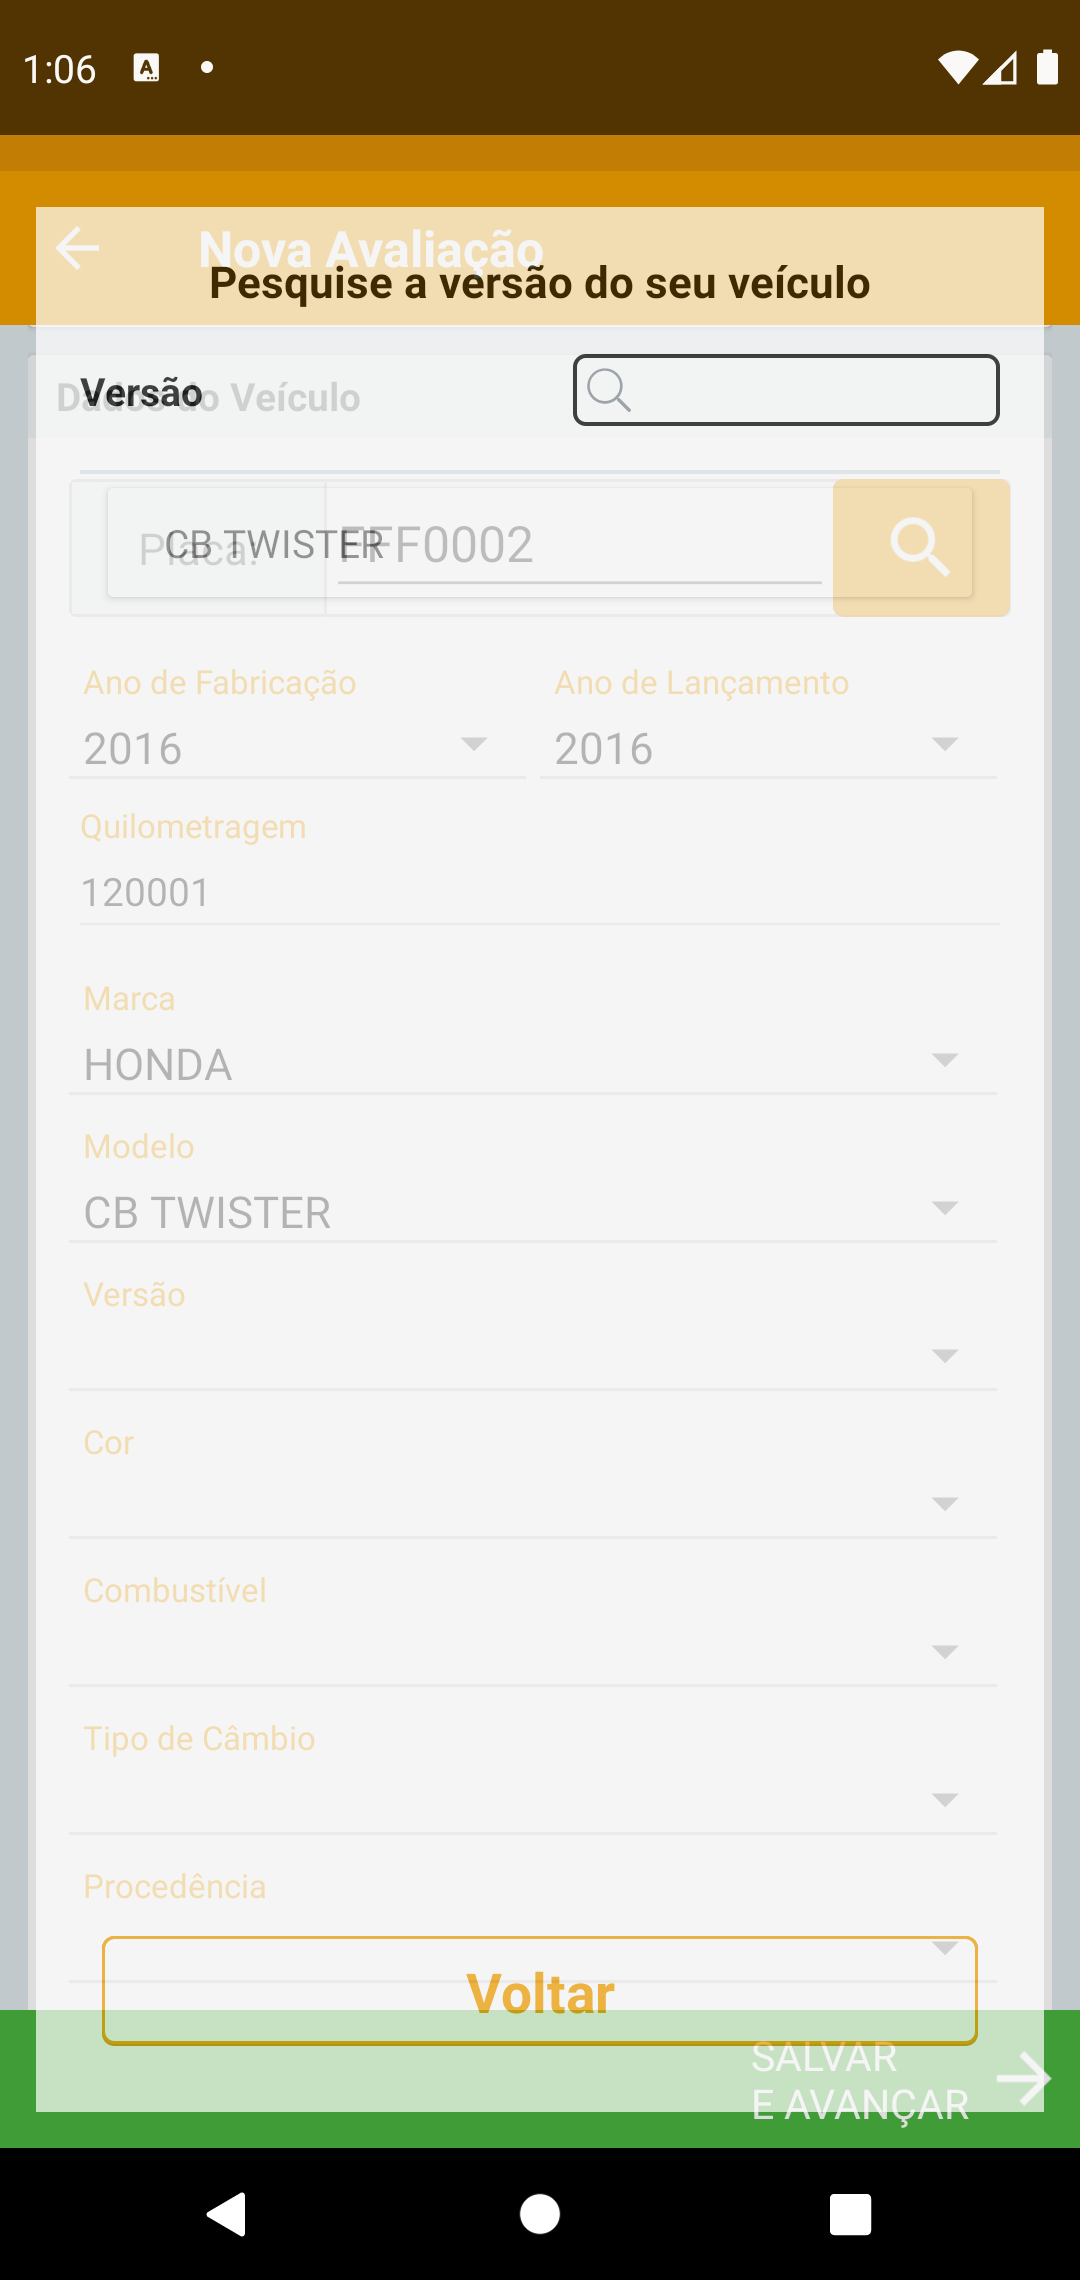 1:06
Nova Avaliação
Pesquise a versão do seu veículo
Dados do Veículo
Versão
Placa:
FFF0002
CB TWISTER
Ano de Fabricação
Ano de Lançamento
2016
2016
Quilometragem
120001
Marca
HONDA
Modelo
CB TWISTER
Versão
Cor
Combustível
Tipo de Câmbio
Procedência
Voltar
SALVAR
E AVANÇAR